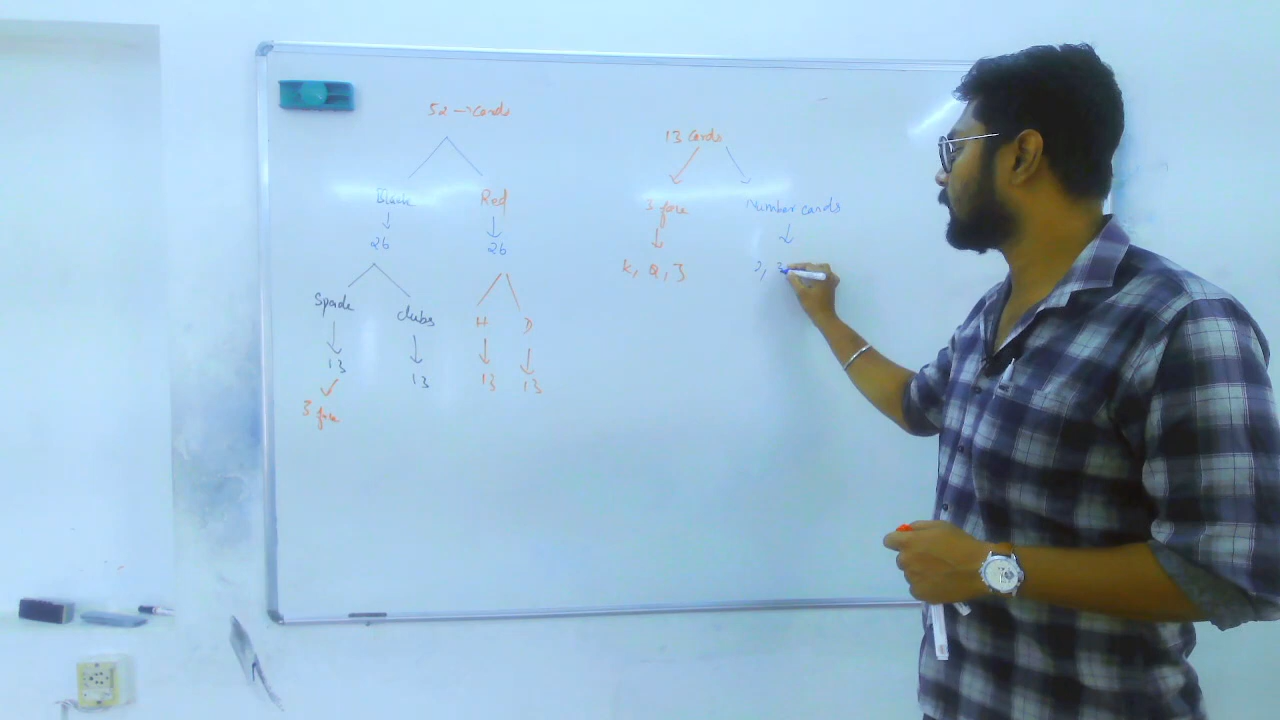 52 → cards
Black Red
26 26
Spade clubs H D
13 13 13 13
3 face
13 cards
3 face Number cards
K, Q, J 2, 3